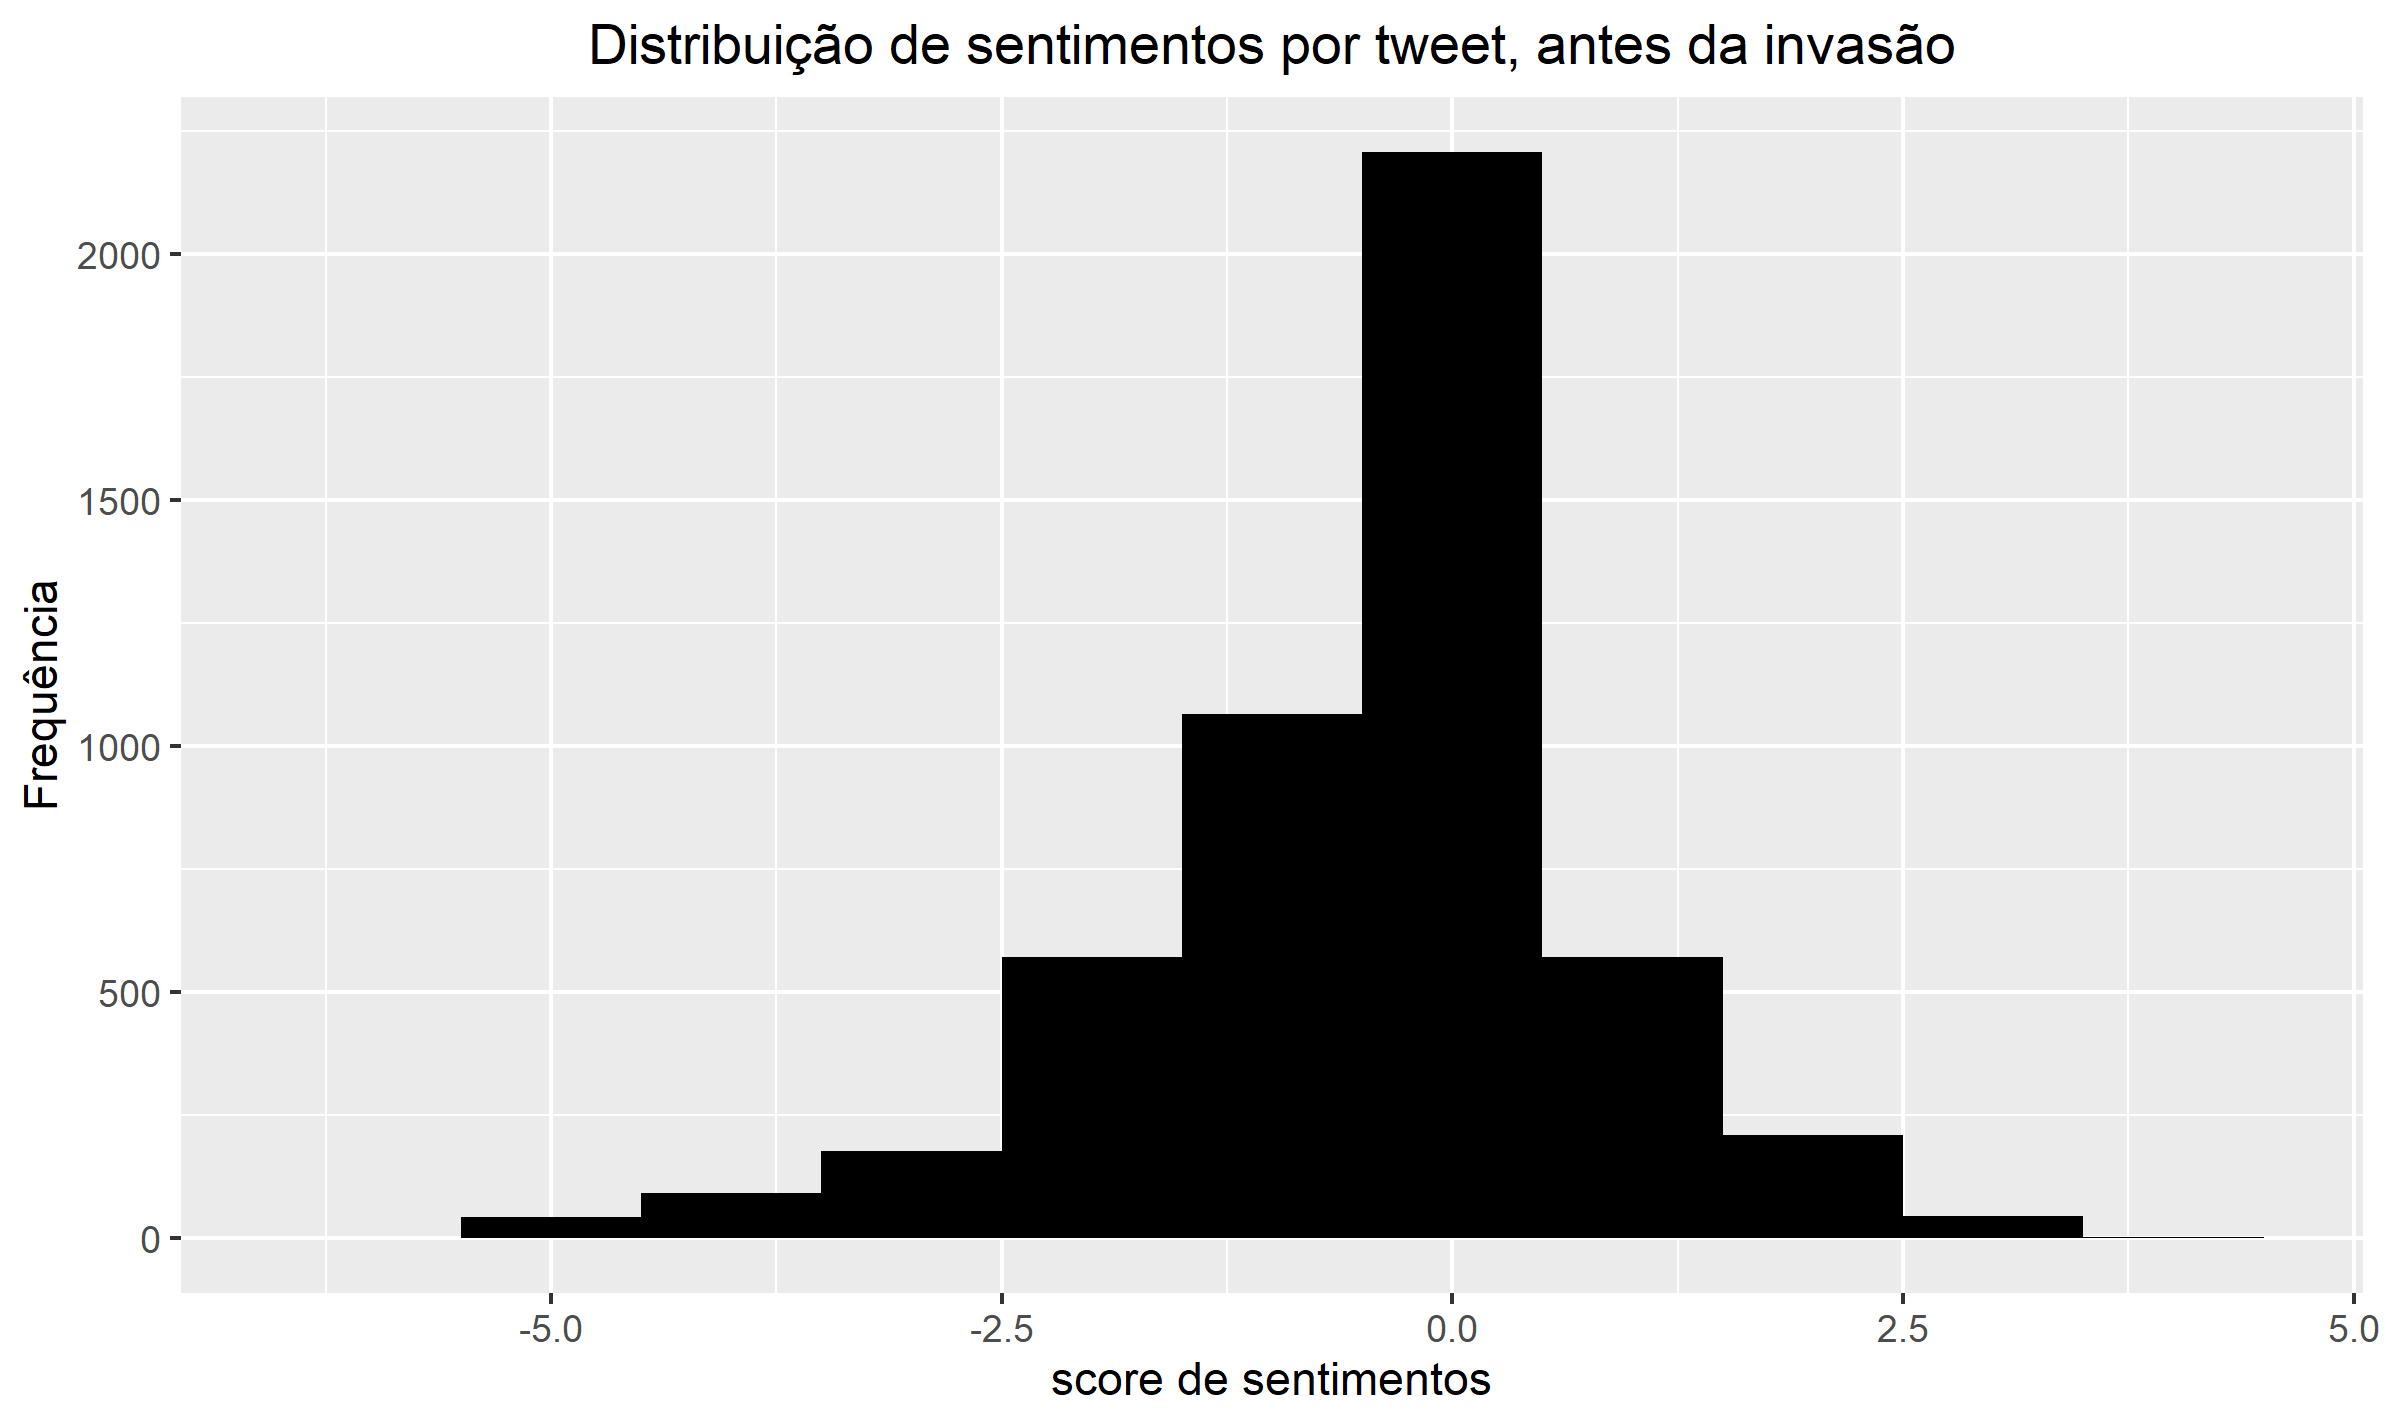 Distribuição de sentimentos por tweet, antes da invasão
Frequência
2000
1500
1000
500
0
-5.0 -2.5 0.0 2.5 5.0
score de sentimentos